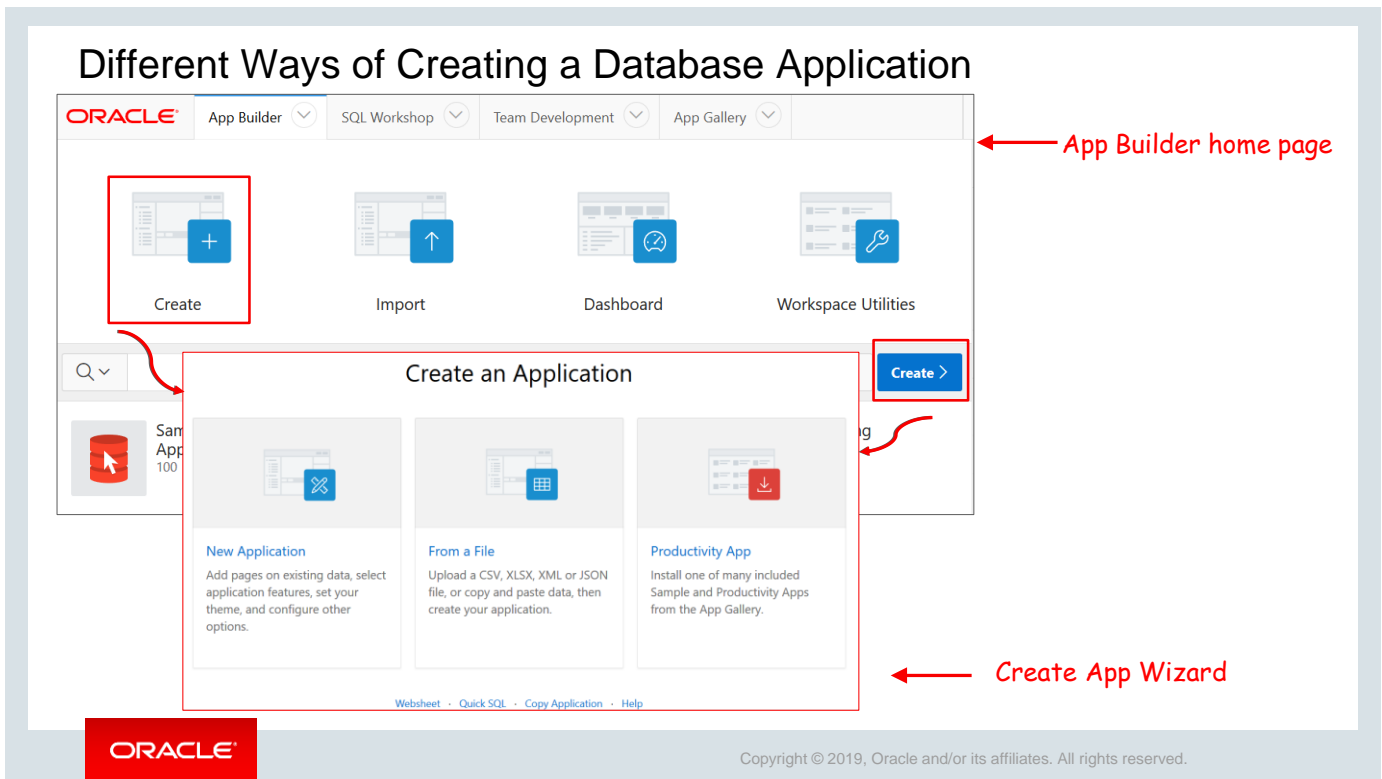 Different Ways of Creating a Database Application
ORACLE® App Builder SQL Workshop Team Development App Gallery
App Builder home page
Create Import Dashboard Workspace Utilities
Create an Application
Create >
100
New Application
Add pages on existing data, select
application features, set your
theme, and configure other
options.
From a File
Upload a CSV, XLSX, XML or JSON
file, or copy and paste data, then
create your application.
Productivity App
Install one of many included
Sample and Productivity Apps
from the App Gallery.
Create App Wizard
Websheet · Quick SQL · Copy Application · Help
ORACLE®
Copyright © 2019, Oracle and/or its affiliates. All rights reserved.